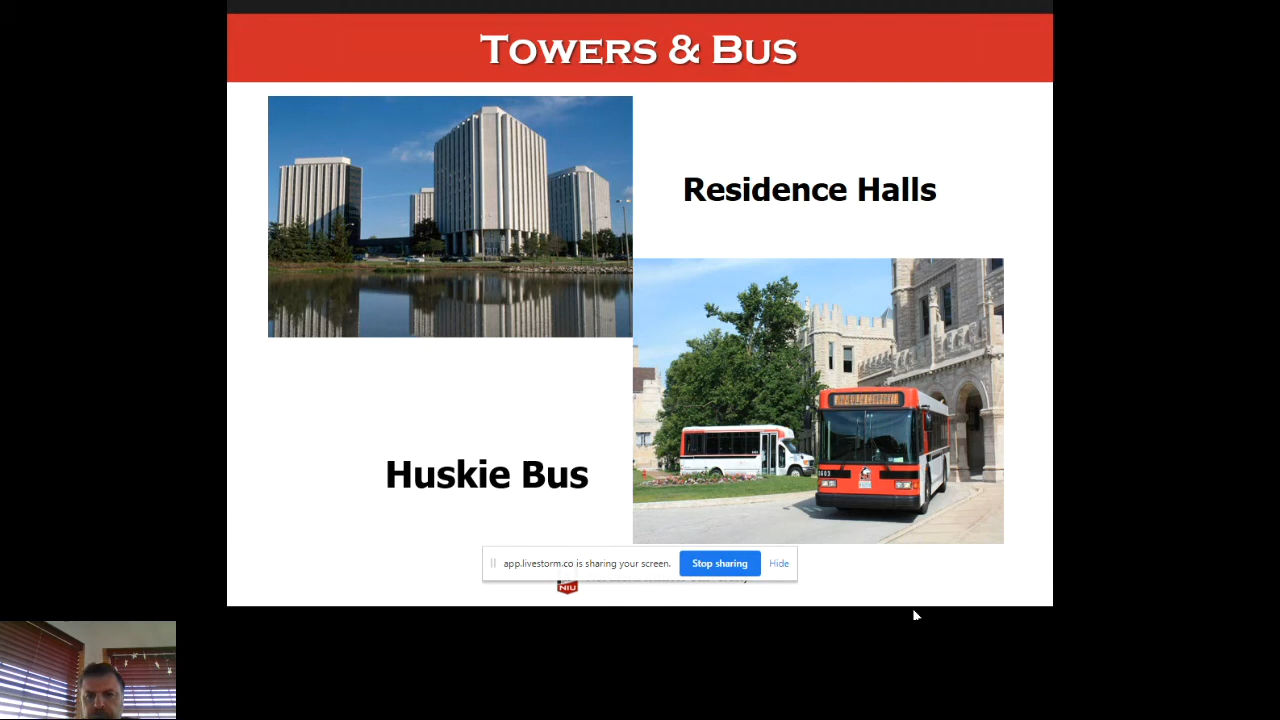 TOWERS & BUS
Residence Halls
Huskie Bus
app.livestorm.co is sharing your screen.
Stop sharing
Hide
NIU